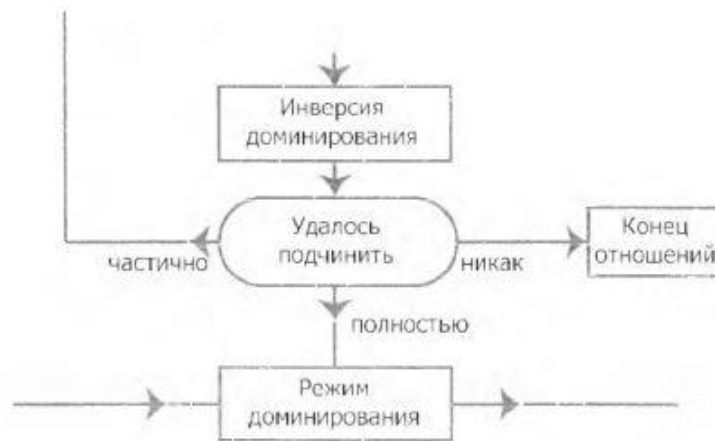 Инверсия
доминирования
Удалось
подчинить
частично
никак
Конец
отношений
полностью
Режим
доминирования